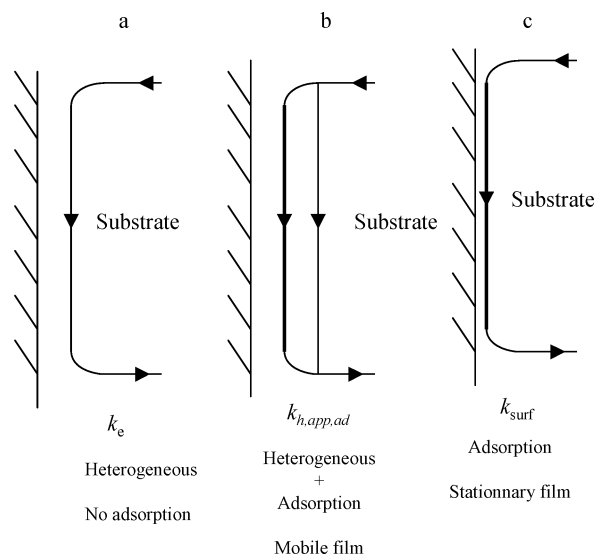 a
b
c
Substrate
Substrate
Substrate
ke
Heterogeneous
No adsorption
kh,app,ad
Heterogeneous
+
Adsorption
Mobile film
ksurf
Adsorption
Stationnary film